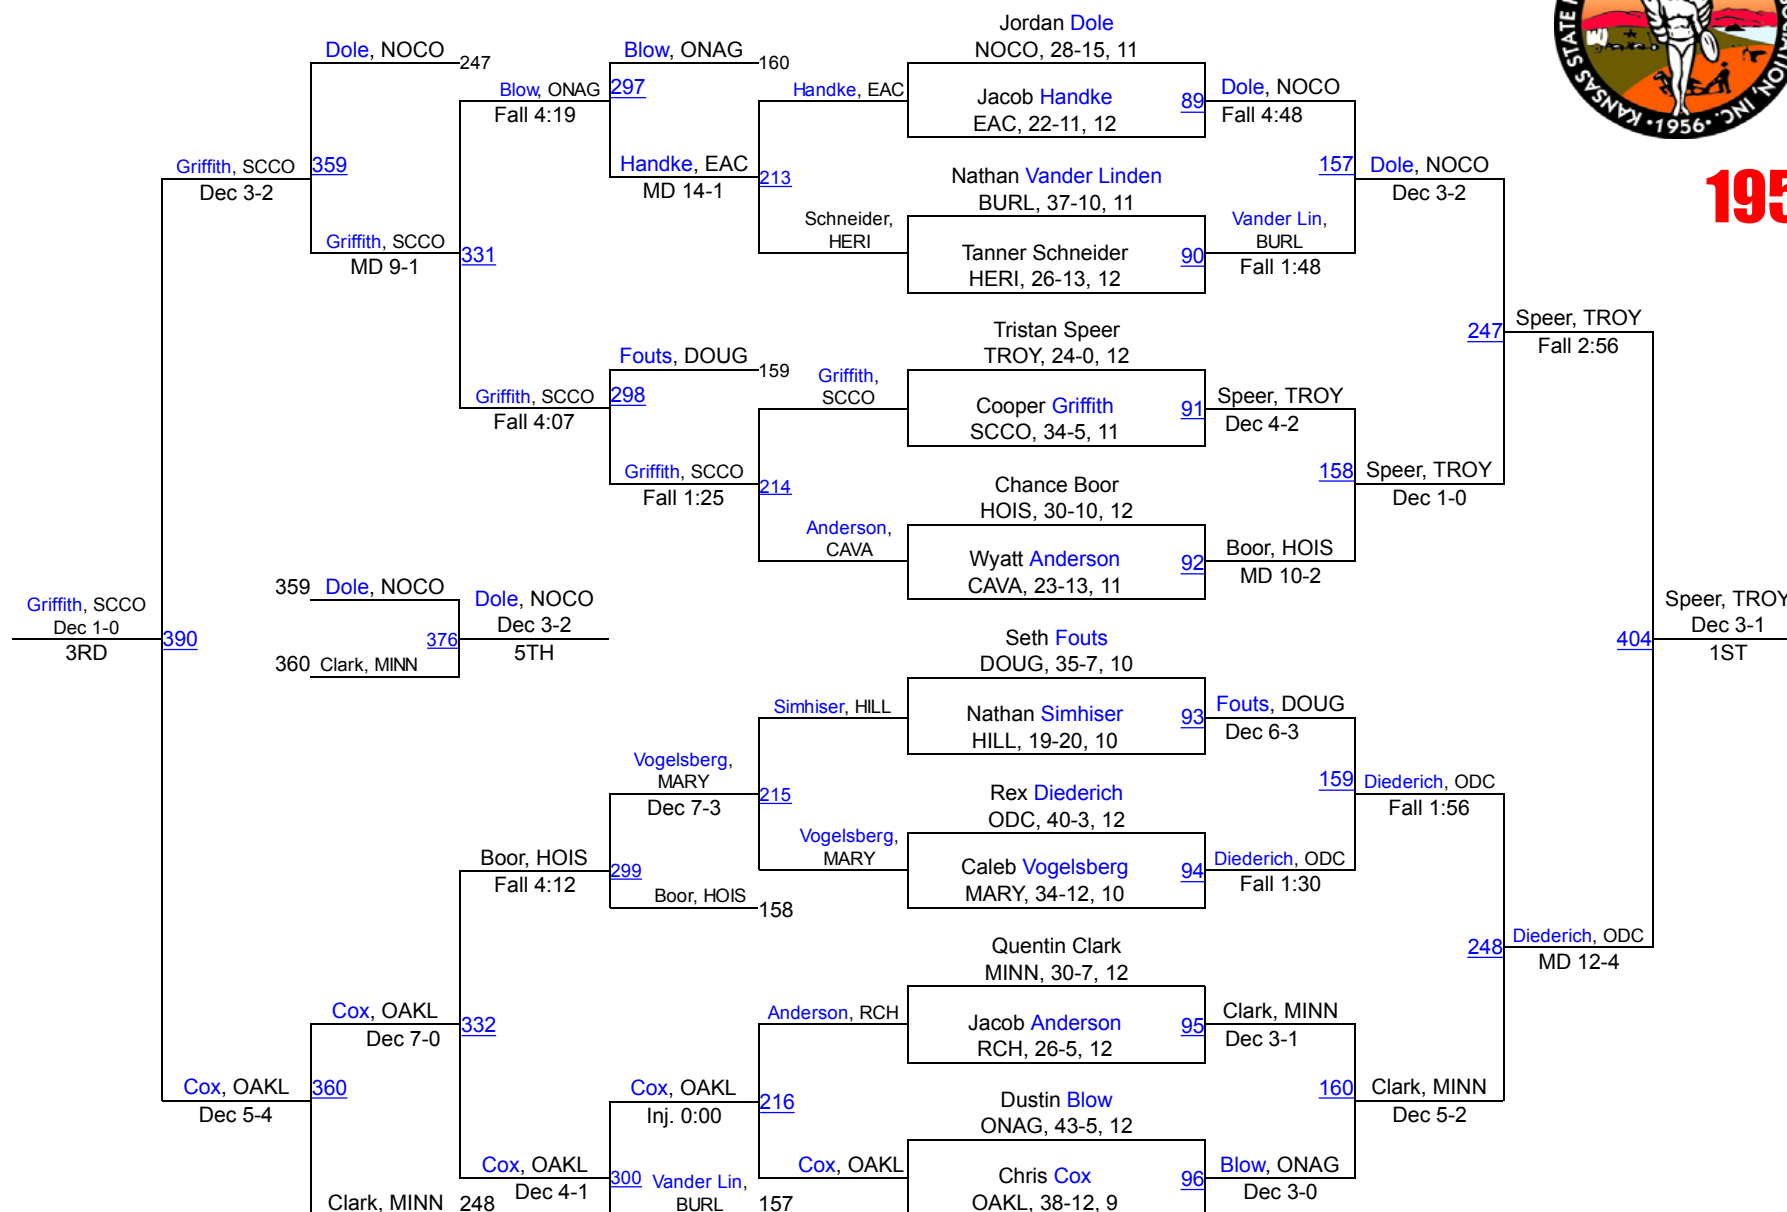 Jordan Dole
NOCO, 28-15, 11
Dole, NOCO
247
Blow, ONAG
160
Blow, ONAG
297
Fall 4:19
Handke, EAC
Jacob Handke
EAC, 22-11, 12
89
Dole, NOCO
Fall 4:48
KANSAS STATE
INC.
•1956•
195
Griffith, SCCO
359
Dec 3-2
Handke, EAC
213
MD 14-1
Nathan Vander Linden
BURL, 37-10, 11
157
Dole, NOCO
Dec 3-2
Griffith, SCCO
331
MD 9-1
Schneider,
HERI
Tanner Schneider
HERI, 26-13, 12
90
Vander Lin,
BURL
Fall 1:48
Tristan Speer
TROY, 24-0, 12
247
Speer, TROY
Fall 2:56
Fouts, DOUG
159
Griffith, SCCO
298
Fall 4:07
Griffith,
SCCO
Cooper Griffith
SCCO, 34-5, 11
91
Speer, TROY
Dec 4-2
Griffith, SCCO
214
Fall 1:25
Chance Boor
HOIS, 30-10, 12
158
Speer, TROY
Dec 1-0
Anderson,
CAVA
Wyatt Anderson
CAVA, 23-13, 11
92
Boor, HOIS
MD 10-2
Griffith, SCCO
Dec 1-0
3RD
390
359 Dole, NOCO
376
360 Clark, MINN
Dole, NOCO
Dec 3-2
5TH
Seth Fouts
DOUG, 35-7, 10
404
Speer, TROY
Dec 3-1
1ST
Simhiser, HILL
Nathan Simhiser
HILL, 19-20, 10
93
Fouts, DOUG
Dec 6-3
Vogelsberg,
MARY
Dec 7-3
215
Rex Diederich
ODC, 40-3, 12
159
Diederich, ODC
Fall 1:56
Boor, HOIS
Fall 4:12
299
Boor, HOIS
158
Vogelsberg,
MARY
Caleb Vogelsberg
MARY, 34-12, 10
94
Diederich, ODC
Fall 1:30
Quentin Clark
MINN, 30-7, 12
248
Diederich, ODC
MD 12-4
Cox, OAKL
Dec 7-0
332
Anderson, RCH
Jacob Anderson
RCH, 26-5, 12
95
Clark, MINN
Dec 3-1
Cox, OAKL
Dec 5-4
360
Cox, OAKL
Inj. 0:00
216
Dustin Blow
ONAG, 43-5, 12
160
Clark, MINN
Dec 5-2
Cox, OAKL
Dec 4-1
300
Vander Lin,
BURL
157
Cox, OAKL
Chris Cox
OAKL, 38-12, 9
96
Blow, ONAG
Dec 3-0
Clark, MINN
248